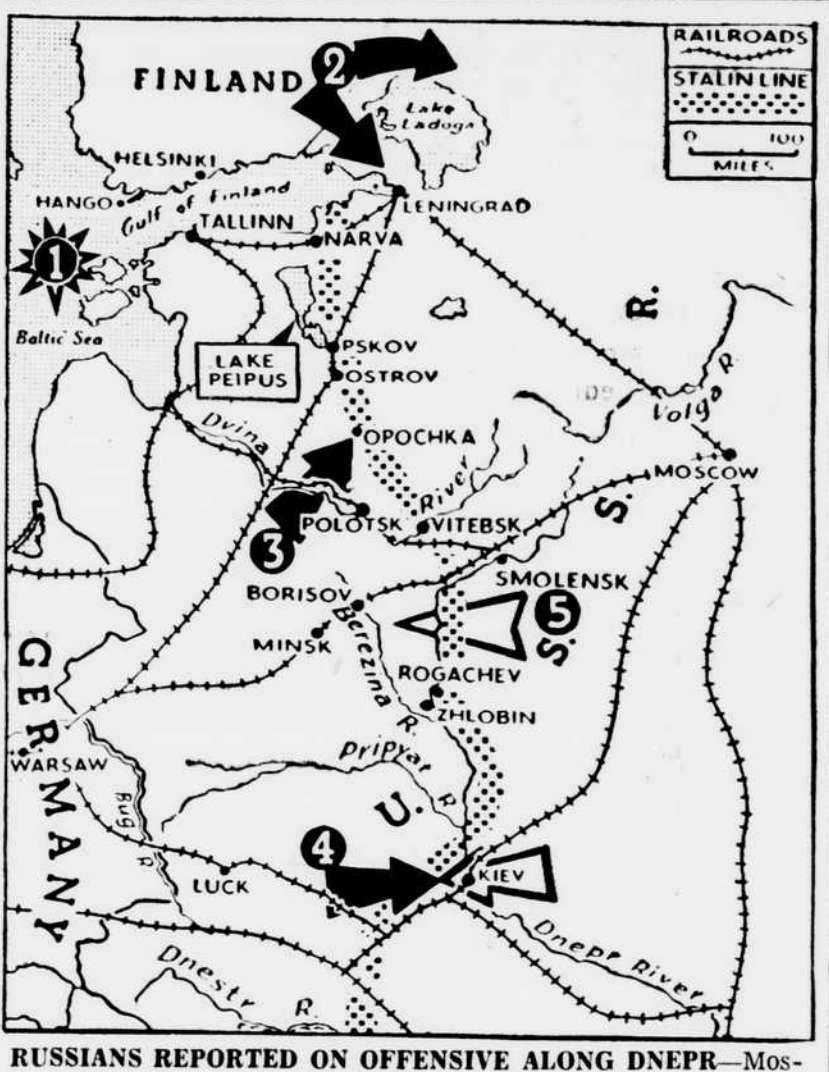 RAILROADS
STALIN LINE
0 100
MILES
FINLAND
2
Lake
Ladoga
HELSINKI
HANGO
Gulf of Finland
LENINGRAD
TALLINN
NARVA
1
Baltic Sea
LAKE
PEIPUS
PSKOV
OSTROV
R.
Volga R.
Dvina
OPOCHKA
River
MOSCOW
S.
3
POLOTSK
VITEBSK
SMOLENSK
BORISOV
5
S.
MINSK
Berezina R.
ROGACHEV
ZHLOBIN
GERMANY
WARSAW
Pripyat R.
U.
Bug R
4
LUCK
KIEV
Dnestr R.
Dnepr River
RUSSIANS REPORTED ON OFFENSIVE ALONG DNEPR—Mos-